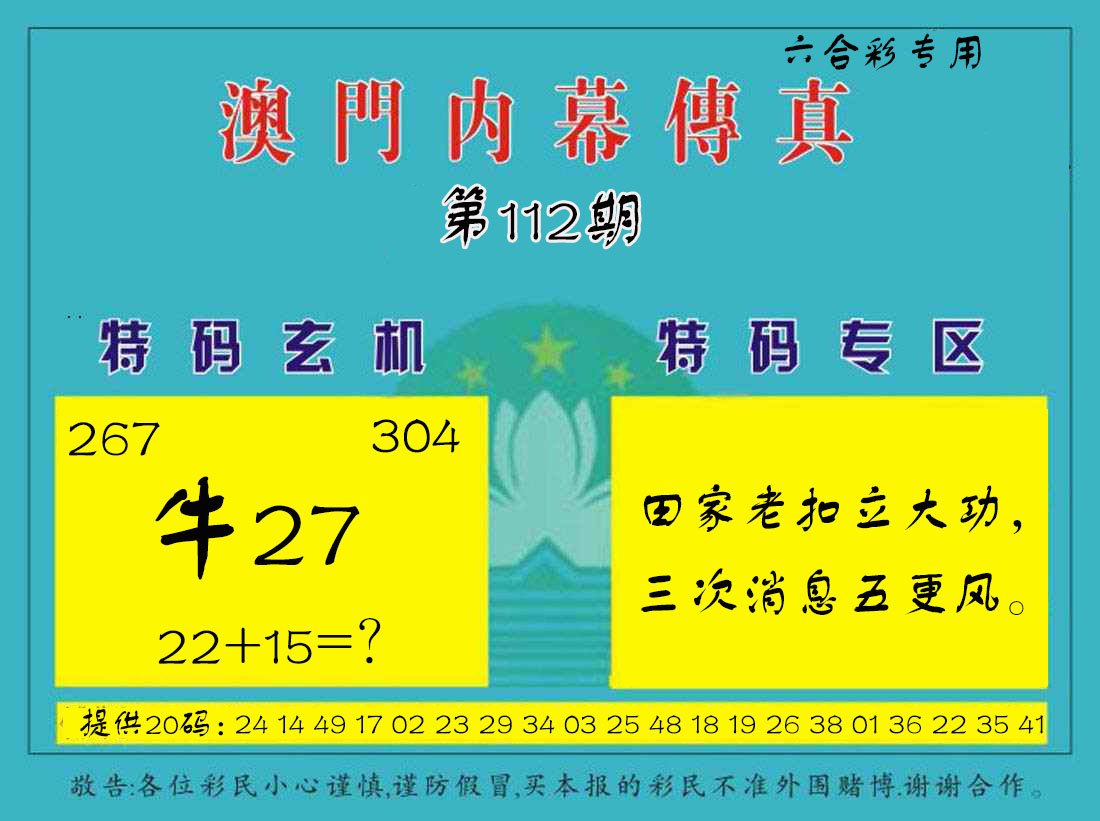 六合彩专用
澳門内幕傳真
第112期
特码玄机
特码专区
267 304
牛27
22+15=?
田家老扣立大功,
三次消息五更风。
提供20码: 24 14 49 17 02 23 29 34 03 25 48 18 19 26 38 01 36 22 35 41
敬告:各位彩民小心谨慎,谨防假冒,买本报的彩民不准外围赌博.谢谢合作。